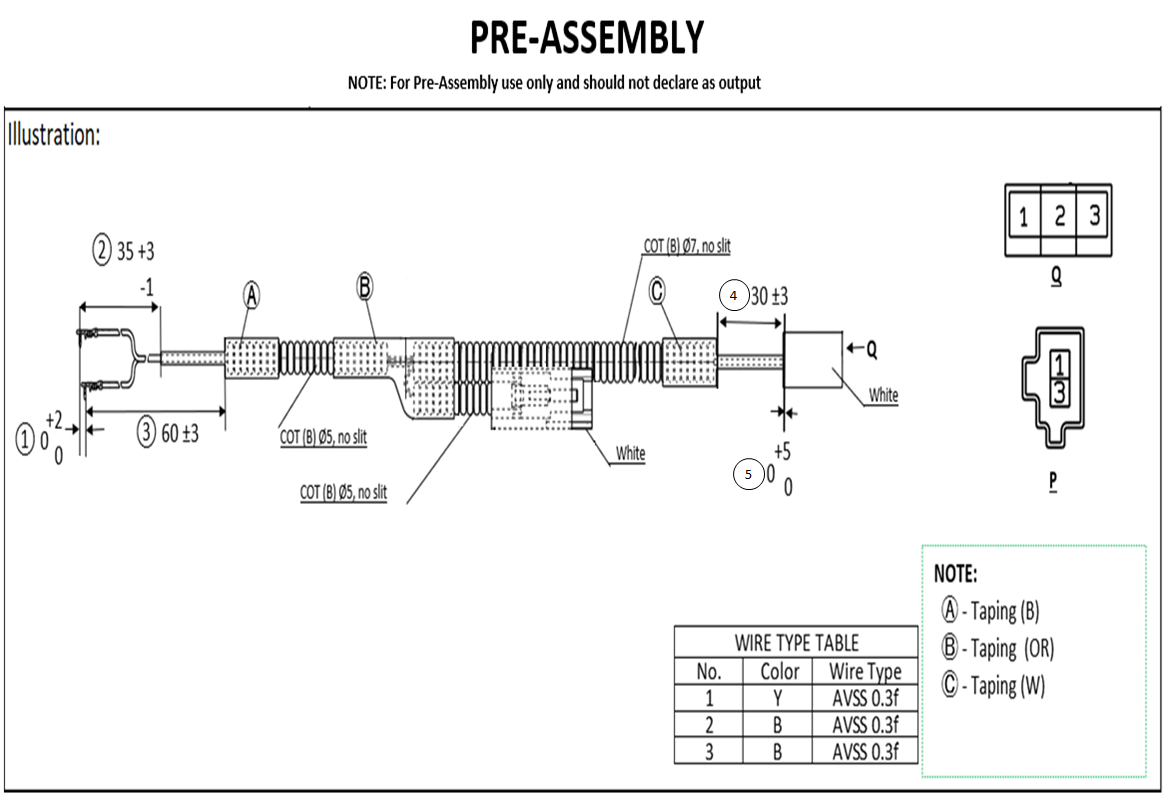 PRE-ASSEMBLY
NOTE: For Pre-Assembly use only and should not declare as output
Illustration:
② 35 +3
-1
Ⓐ
Ⓑ
COT (B) Ø7, no slit
Ⓒ
④ 30 ±3
Q
White
① 0 +2
0
③ 60 ±3
COT (B) Ø5, no slit
COT (B) Ø5, no slit
White
+5
⑤ 0
0
1 2 3
Q
1
3
P
NOTE:
Ⓐ - Taping (B)
Ⓑ - Taping (OR)
Ⓒ - Taping (W)
WIRE TYPE TABLE
No. Color Wire Type
1 Y AVSS 0.3f
2 B AVSS 0.3f
3 B AVSS 0.3f